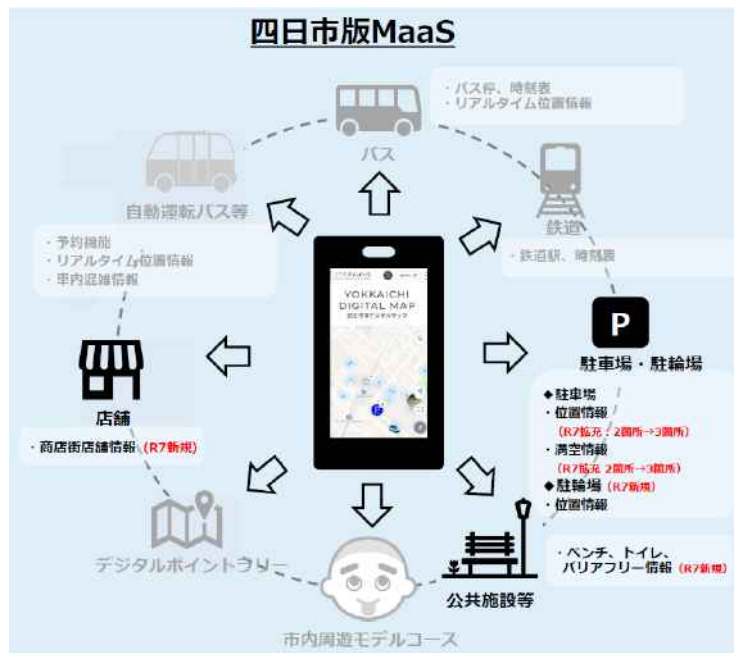 四日市版MaaS
・バス停、時刻表
・リアルタイム位置情報
バス
自動運転バス等
・予約機能
・リアルタイム位置情報
・車内混雑情報
鉄道
・鉄道駅、時刻表
YOKKAICHI
DIGITAL MAP
P
駐車場・駐輪場
◆駐車場
・位置情報
(R7拡充:2箇所→3箇所)
・満空情報
(R7拡充 2箇所→3箇所)
◆駐輪場(R7新規)
・位置情報
店舗
・商店街店舗情報(R7新規)
デジタルポイントラリー
・ベンチ、トイレ、
バリアフリー情報(R7新規)
公共施設等
市内周遊モデルコース